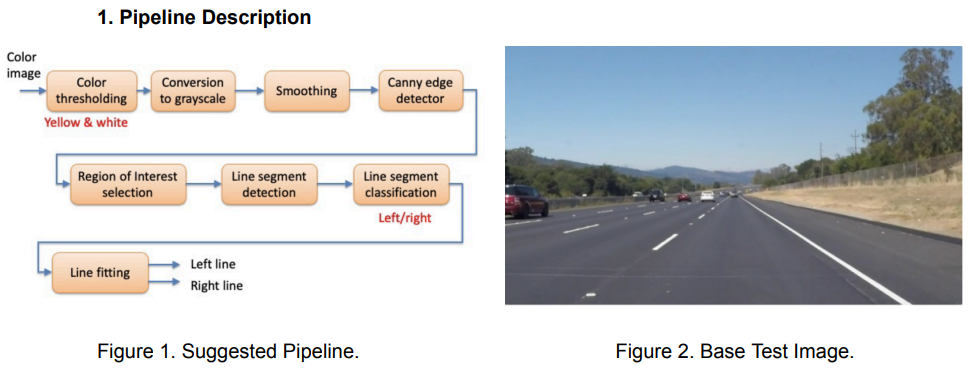 1. Pipeline Description
Color
image
Color
thresholding
Yellow & white
Conversion
to grayscale
Smoothing
Canny edge
detector
Region of Interest
selection
Line segment
detection
Line segment
classification
Left/right
Line fitting
Left line
Right line
Figure 1. Suggested Pipeline.
Figure 2. Base Test Image.